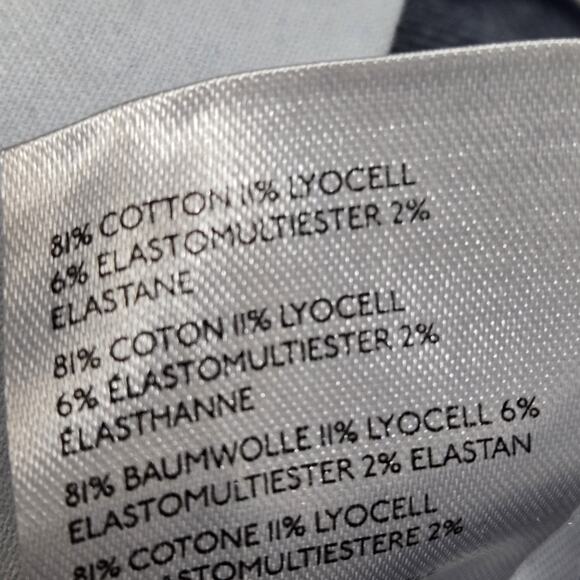 81% COTTON 11% LYOCELL
6% ELASTOMULTIESTER 2%
ELASTANE
81% COTON 11% LYOCELL
6% ÉLASTOMULTIESTER 2%
ÉLASTHANNE
81% BAUMWOLLE 11% LYOCELL 6%
ELASTOMULTIESTER 2% ELASTAN
81% COTONE 11% LYOCELL
STOMULTIESTERE 2%